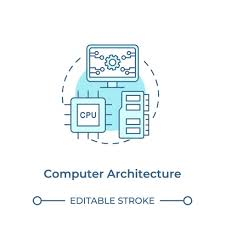 CPU
Computer Architecture
EDITABLE STROKE